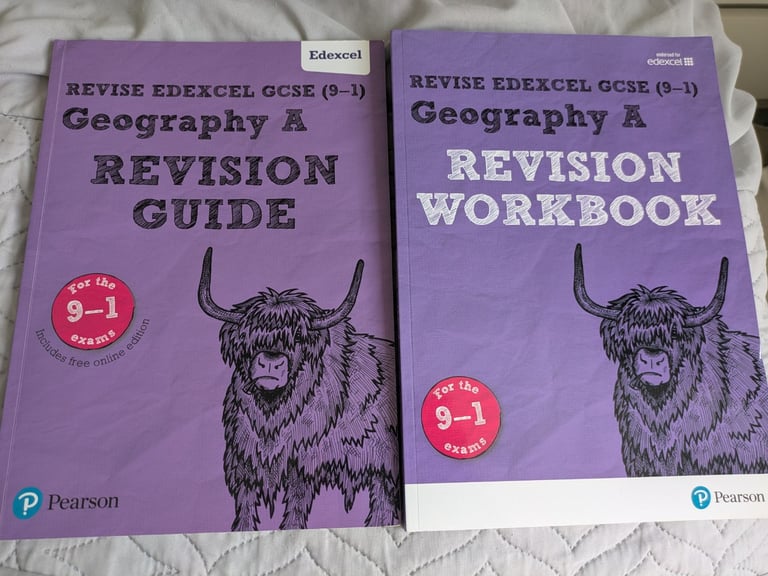 Edexcel
REVISE EDEXCEL GCSE (9–1)
Geography A
REVISION
GUIDE
For the
9–1
exams
Includes free online edition
Pearson
endorsed for
edexcel
REVISE EDEXCEL GCSE (9–1)
Geography A
REVISION
WORKBOOK
For the
9–1
exams
Pearson